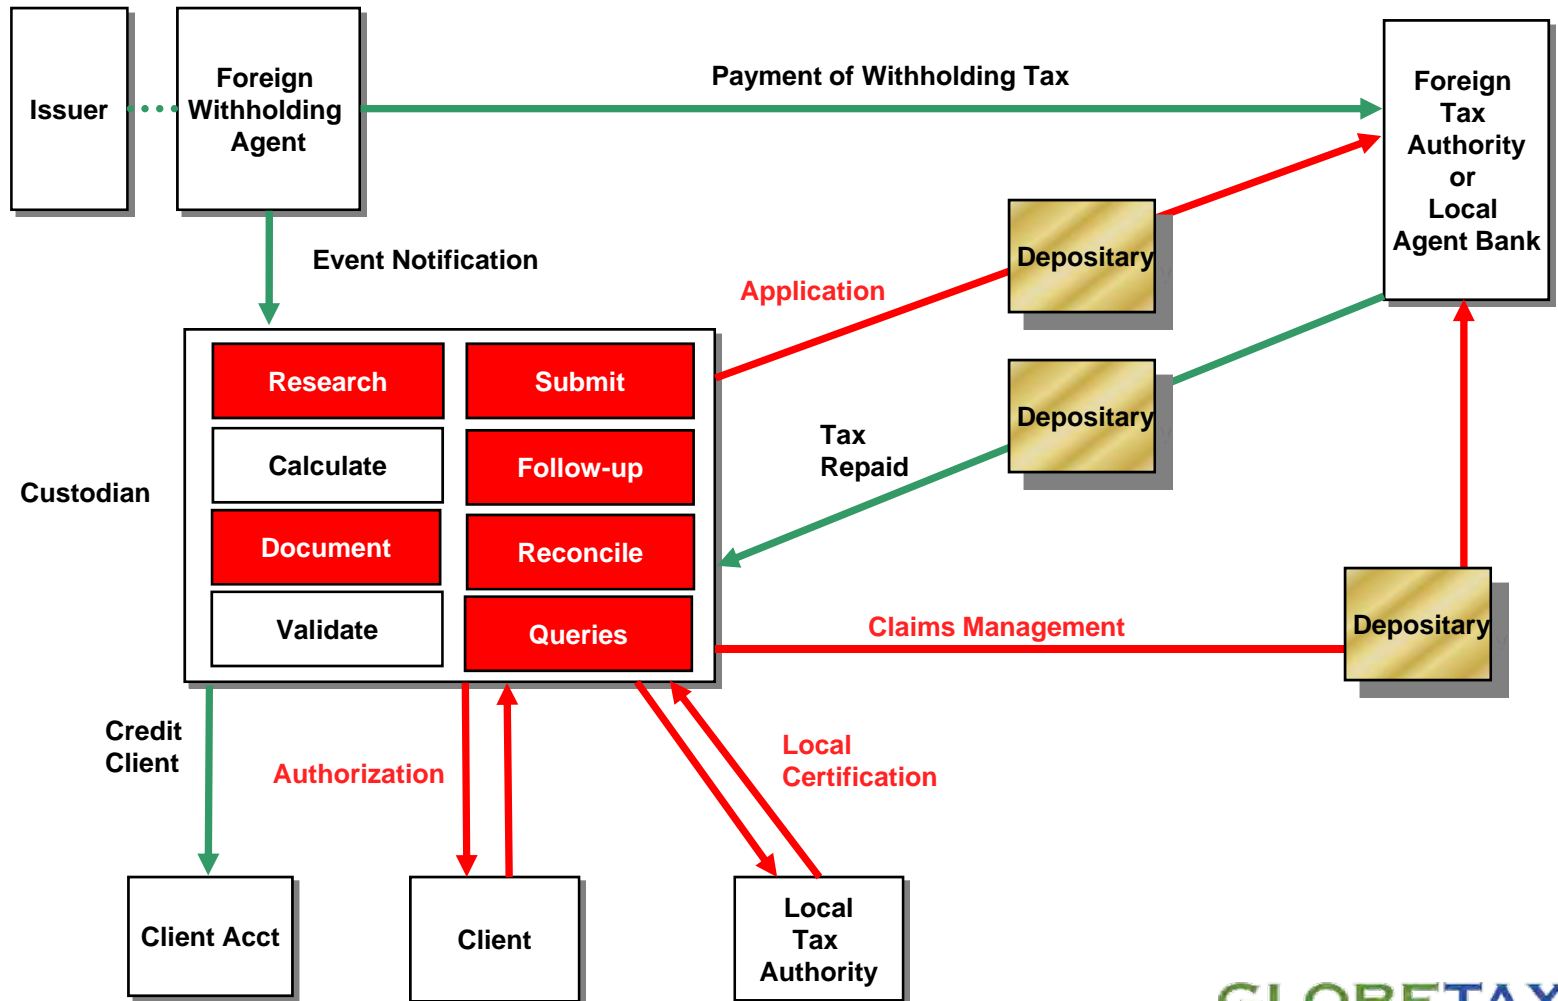 Issuer
Foreign
Withholding
Agent
Payment of Withholding Tax
Foreign
Tax
Authority
or
Local
Agent Bank
Event Notification
Depositary
Application
Research
Submit
Depositary
Calculate
Follow-up
Tax
Repaid
Custodian
Document
Reconcile
Validate
Queries
Claims Management
Depositary
Credit
Client
Authorization
Local
Certification
Client Acct
Client
Local
Tax
Authority
GLOBETAX